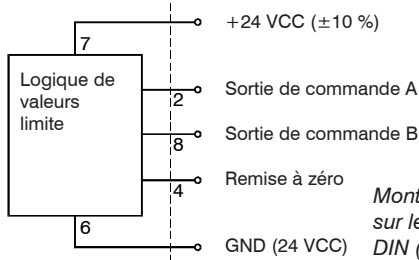 +24 VCC (±10 %)
7
Logique de
valeurs
limite
2
Sortie de commande A
8
Sortie de commande B
4
Remise à zéro
Mont
sur le
6
GND (24 VCC)
DIN (